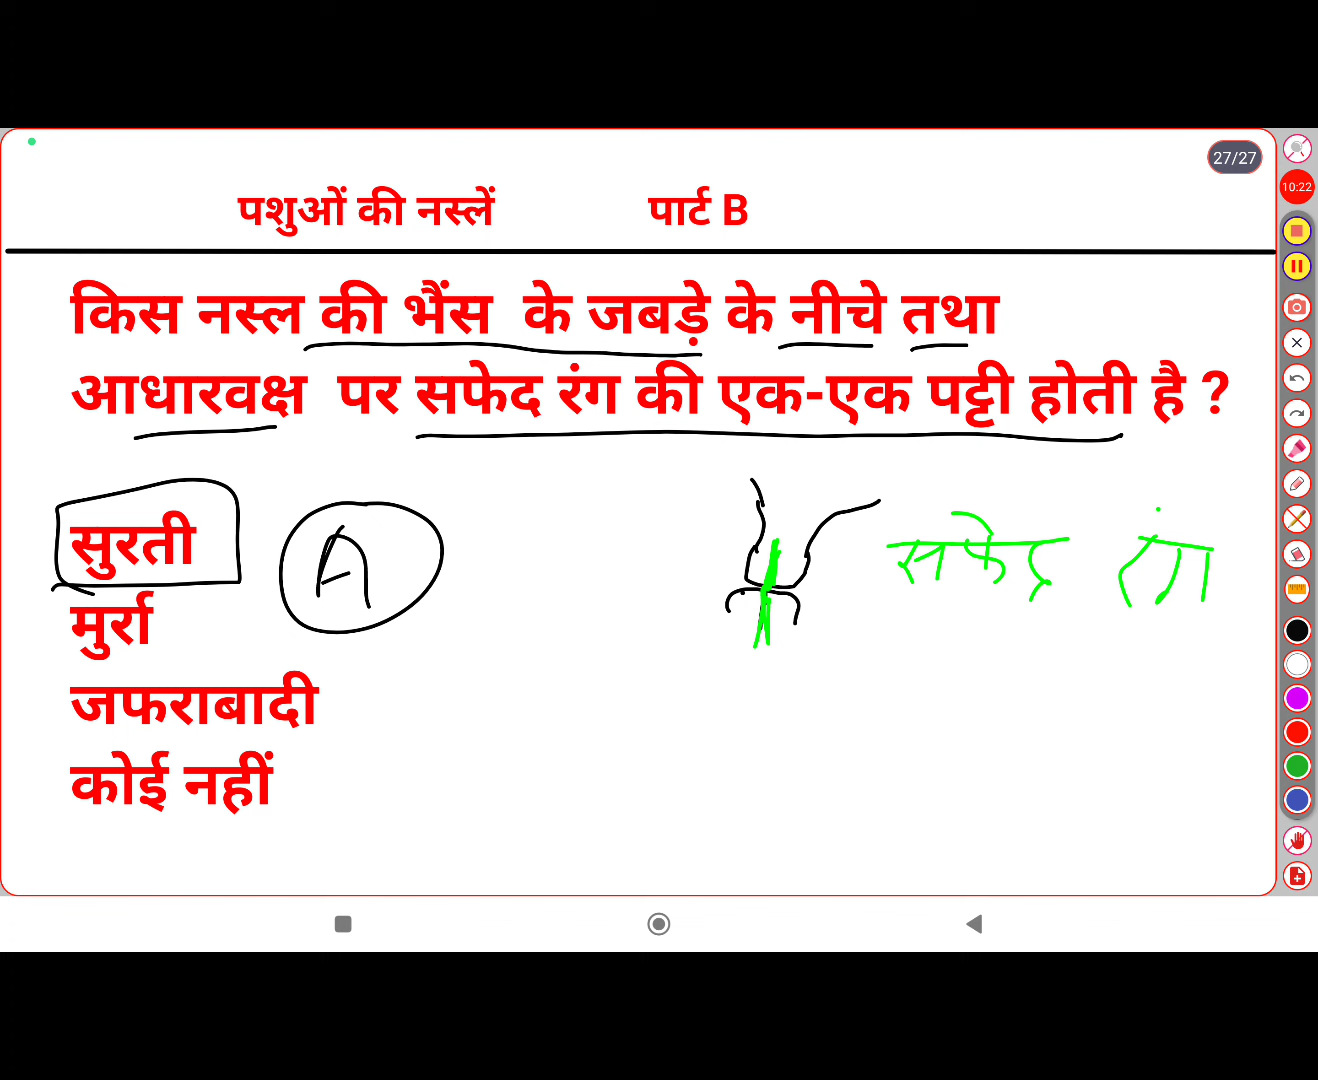 27/27
10:22
पशुओं की नस्लें पार्ट B
किस नस्ल की भैंस के जबड़े के नीचे तथा
आधारवक्ष पर सफेद रंग की एक-एक पट्टी होती है ?
सुरती A सफेद रंग
मुर्रा
जफराबादी
कोई नहीं